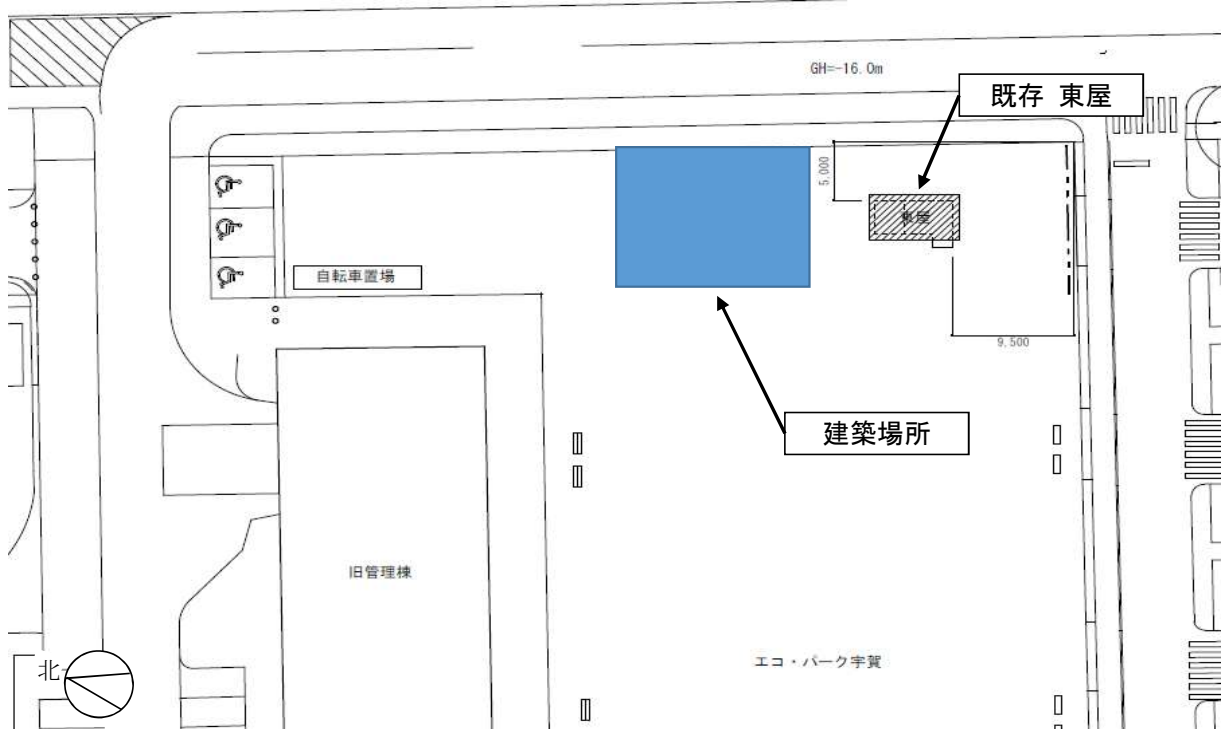 GH=-16.0m
既存 東屋
5,000
東屋
自転車置場
9,500
建築場所
旧管理棟
エコ・パーク宇賀
北